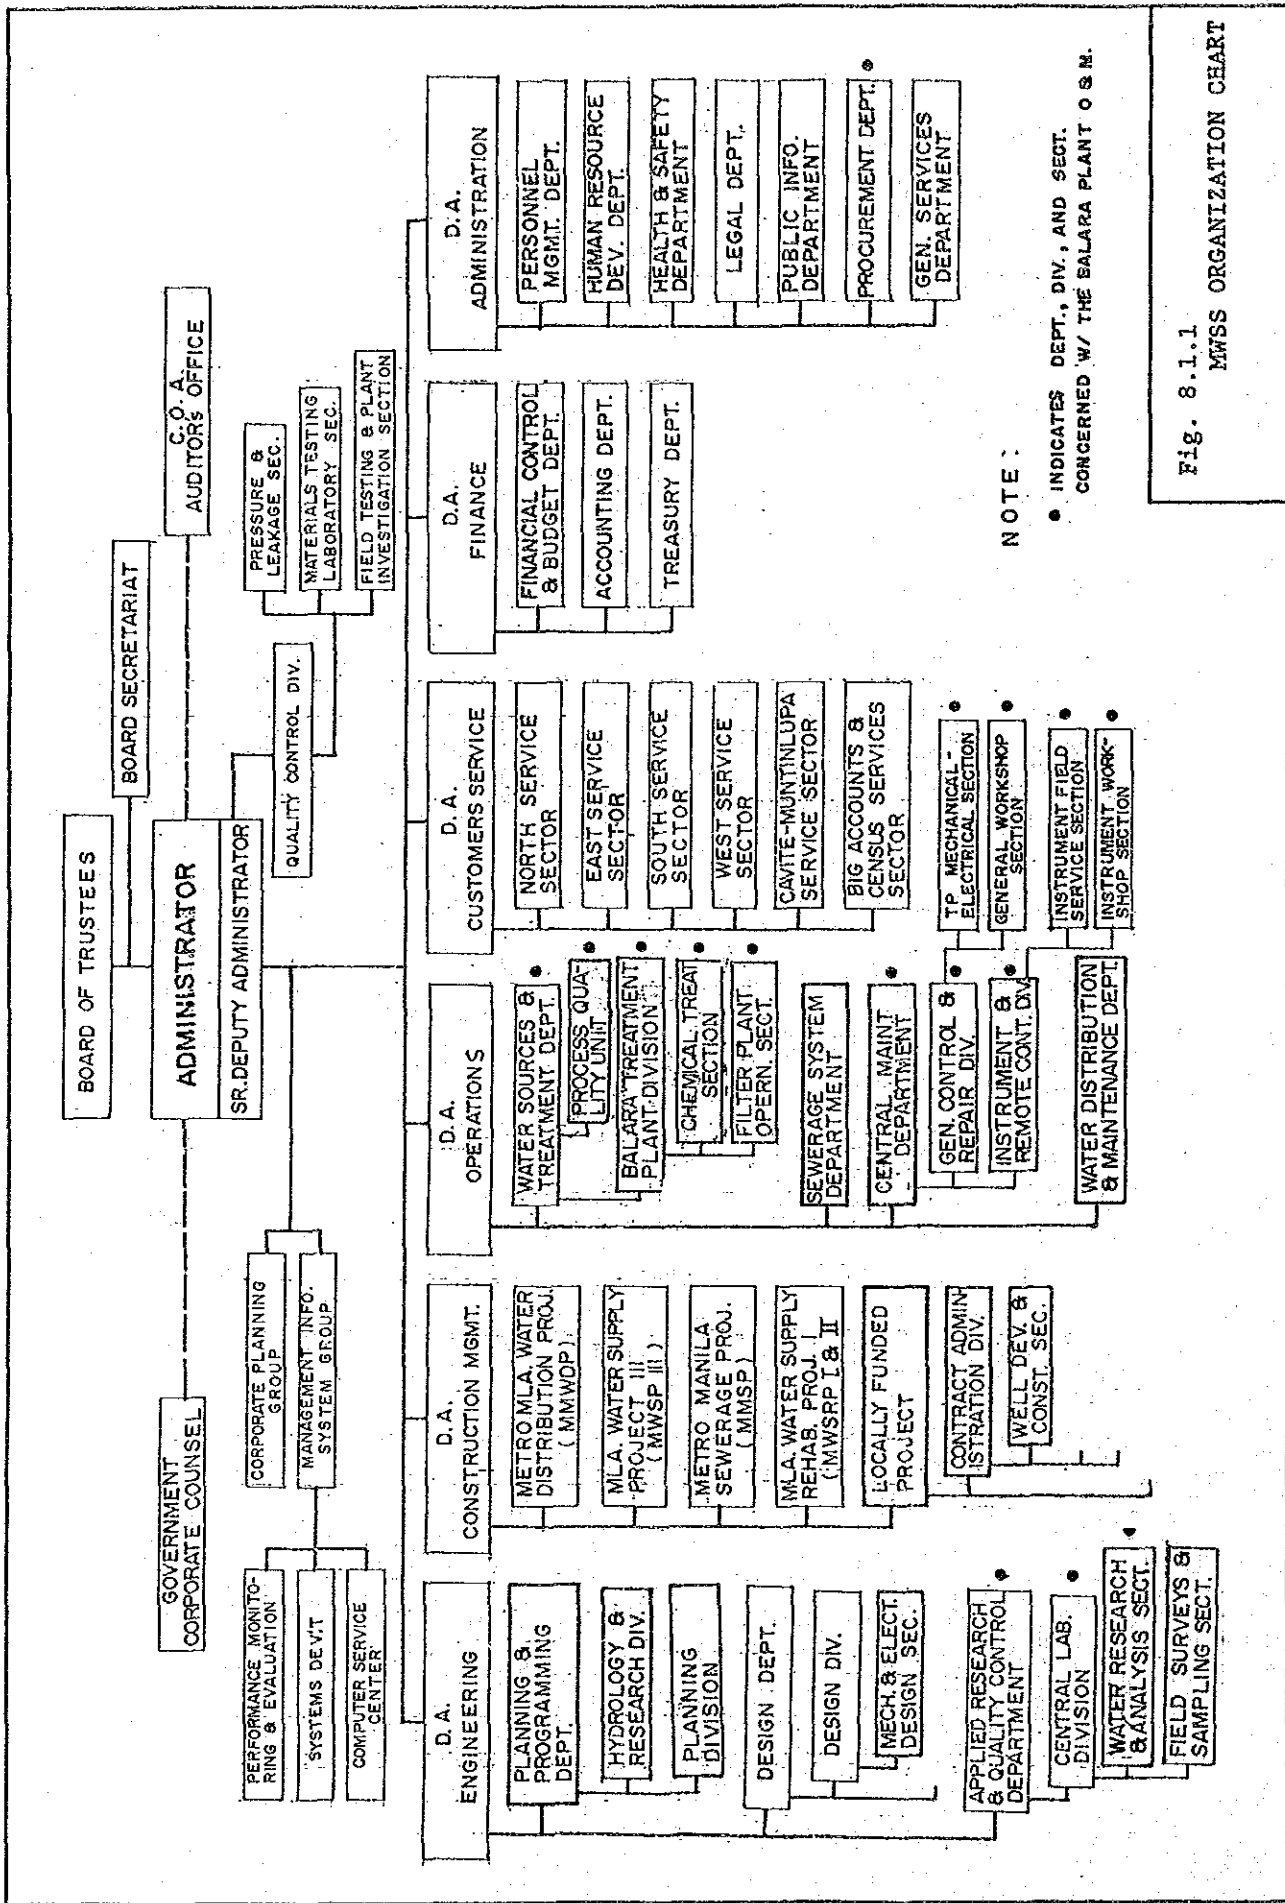 BOARD OF TRUSTEES
BOARD SECRETARIAT
GOVERNMENT
CORPORATE COUNSEL
ADMINISTRATOR
SR. DEPUTY ADMINISTRATOR
C.O.A.
AUDITOR'S OFFICE
CORPORATE PLANNING
GROUP
MANAGEMENT INFO.
SYSTEM GROUP
PERFORMANCE MONITO-
RING & EVALUATION
SYSTEMS DEV'T
COMPUTER SERVICE
CENTER
QUALITY CONTROL DIV.
PRESSURE &
LEAKAGE SEC.
MATERIALS TESTING
LABORATORY SEC.
FIELD TESTING & PLANT
INVESTIGATION SECTION
D.A.
ENGINEERING
PLANNING &
PROGRAMMING
DEPT.
HYDROLOGY &
RESEARCH DIV.
PLANNING
DIVISION
DESIGN DEPT.
DESIGN DIV.
MECH. & ELECT.
DESIGN SEC.
APPLIED RESEARCH
& QUALITY CONTROL
DEPARTMENT
●
CENTRAL LAB.
DIVISION
●
WATER RESEARCH
& ANALYSIS SECT.
●
FIELD SURVEYS &
SAMPLING SECT.
D.A.
CONSTRUCTION MGMT.
METRO MLA. WATER
DISTRIBUTION PROJ.
(MMWDP)
MLA. WATER SUPPLY
PROJECT III
(MWSP III)
METRO MANILA
SEWERAGE PROJ.
(MMSP)
MLA. WATER SUPPLY
REHAB. PROJ. I
(MWSRP I & II
LOCALLY FUNDED
PROJECT
CONTRACT ADMIN-
ISTRATION DIV.
WELL DEV. &
CONST. SEC.
D.A.
OPERATIONS
WATER SOURCES &
TREATMENT DEPT.
●
PROCESS QUA-
LITY UNIT
●
BALARA TREATMENT
PLANT DIVISION
●
CHEMICAL TREAT
SECTION
●
FILTER PLANT
OPERN. SECT.
●
SEWERAGE SYSTEM
DEPARTMENT
CENTRAL MAINT
DEPARTMENT
●
GEN. CONTROL &
REPAIR DIV.
●
TP MECHANICAL-
ELECTRICAL SECTION
●
GENERAL WORKSHOP
SECTION
●
INSTRUMENT &
REMOTE CONT. DIV.
●
INSTRUMENT FIELD
SERVICE SECTION
●
INSTRUMENT WORK-
SHOP SECTION
●
WATER DISTRIBUTION
& MAINTENANCE DEPT.
D.A.
CUSTOMERS SERVICE
NORTH SERVICE
SECTOR
EAST SERVICE
SECTOR
SOUTH SERVICE
SECTOR
WEST SERVICE
SECTOR
CAVITE-MUNTINLUPA
SERVICE SECTOR
BIG ACCOUNTS &
CENSUS SERVICES
SECTOR
D.A.
FINANCE
FINANCIAL CONTROL
& BUDGET DEPT.
ACCOUNTING DEPT.
TREASURY DEPT.
D.A.
ADMINISTRATION
PERSONNEL
MGMT. DEPT.
HUMAN RESOURCE
DEV. DEPT.
HEALTH & SAFETY
DEPARTMENT
LEGAL DEPT.
PUBLIC INFO.
DEPARTMENT
PROCUREMENT DEPT.
●
GEN. SERVICES
DEPARTMENT
NOTE :
● INDICATES DEPT., DIV., AND SECT.
CONCERNED W/ THE BALARA PLANT O & M.
Fig. 8.1.1
MWSS ORGANIZATION CHART